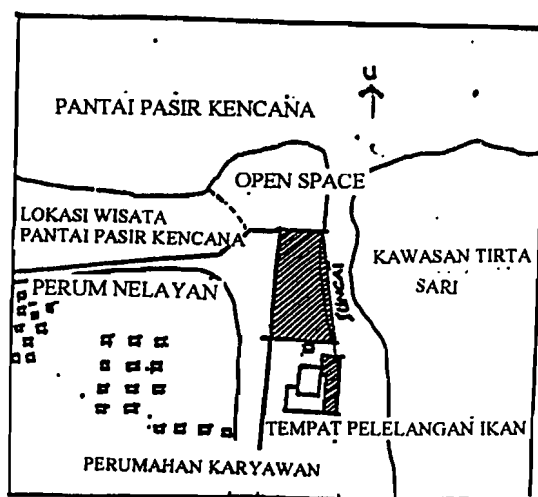 U
PANTAI PASIR KENCANA
OPEN SPACE
LOKASI WISATA
PANTAI PASIR KENCANA
KAWASAN TIRTA
SARI
SUNGAI
PERUM NELAYAN
TEMPAT PELELANGAN IKAN
PERUMAHAN KARYAWAN